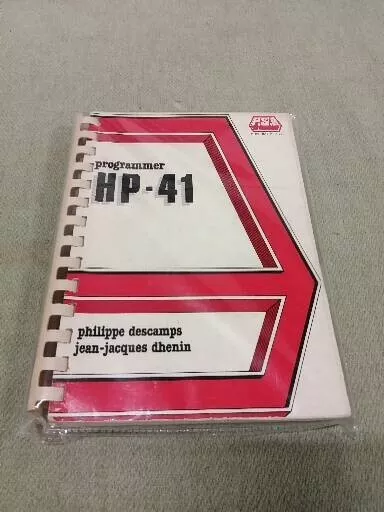 programmer
HP-41
philippe descamps
jean-jacques dhenin